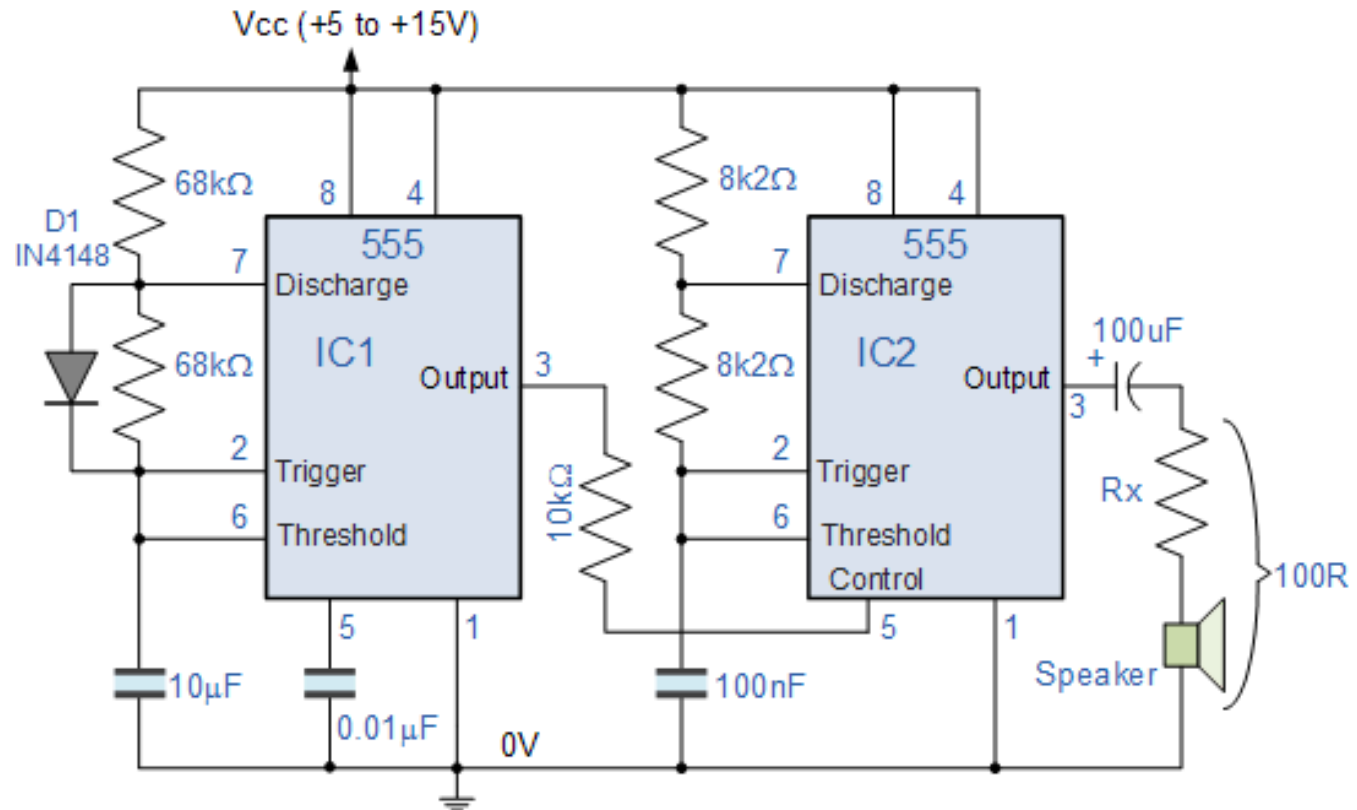 Vcc (+5 to +15V)
68kΩ
8
4
8k2Ω
8
4
D1
IN4148
555
555
7
Discharge
7
Discharge
68kΩ
IC1
8k2Ω
IC2
100uF
+
Output
3
Output
3
2
Trigger
2
Trigger
10kΩ
Rx
6
Threshold
6
Threshold
Control
100R
5
1
5
1
10μF
0.01μF
100nF
Speaker
0V